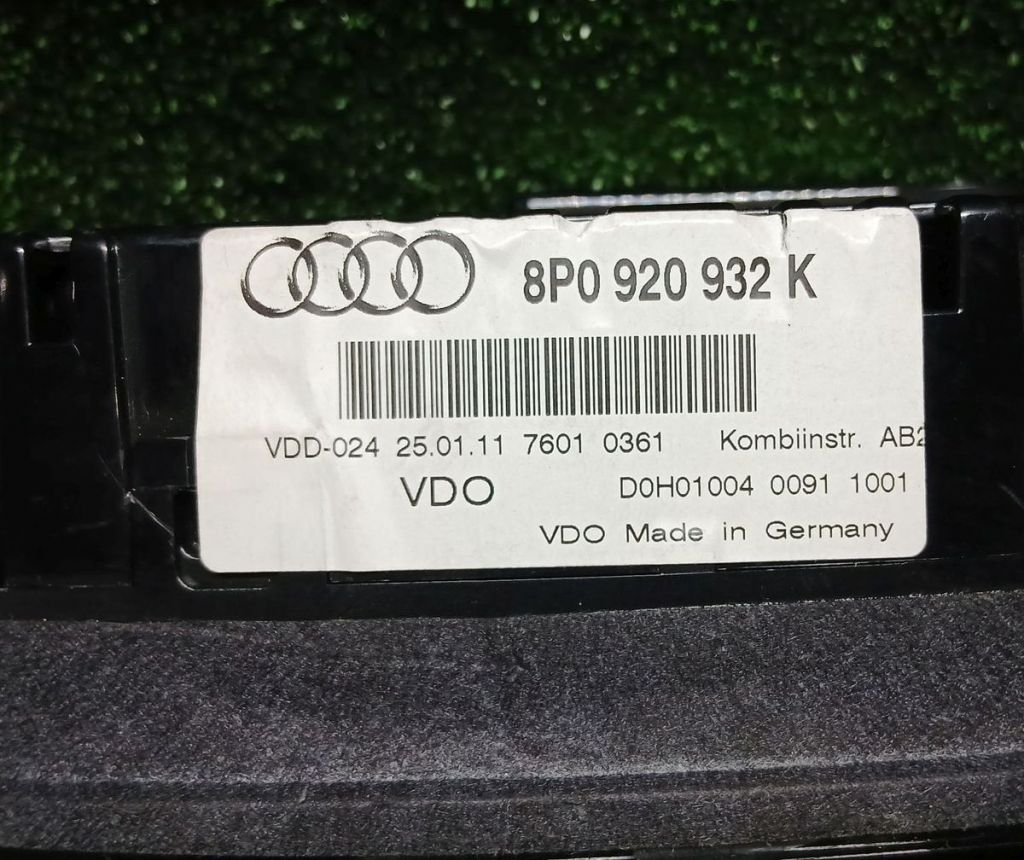 8P0 920 932 K
VDD-024 25.01.11 7601 0361 Kombiinstr. AB2
VDO D0H01004 0091 1001
VDO Made in Germany